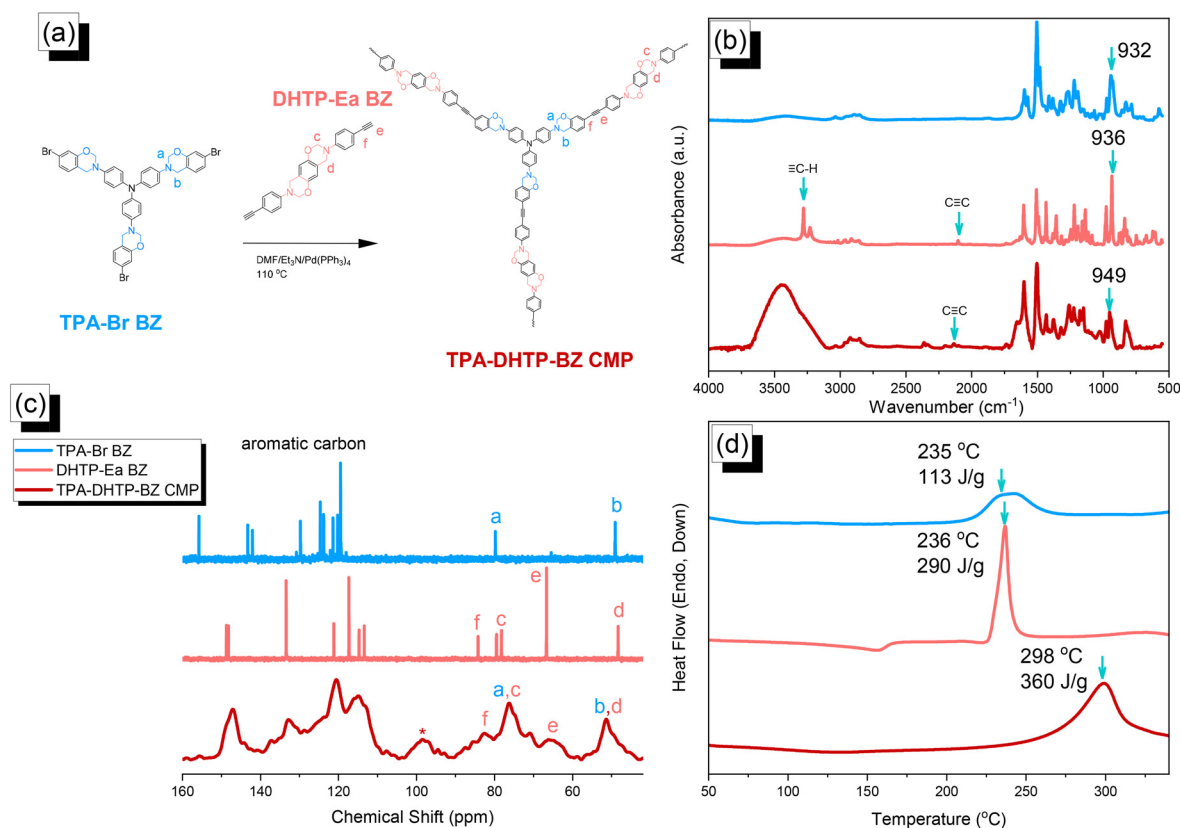 (a)
DHTP-Ea BZ
c
e
f
d
Br
O
a
O
Br
N
N
b
N
N
O
Br
TPA-Br BZ
DMF/Et₃N/Pd(PPh₃)₄
110 °C
c
d
a
b
e
f
TPA-DHTP-BZ CMP
(b)
932
936
≡C-H
C≡C
949
C≡C
Absorbance (a.u.)
4000 3500 3000 2500 2000 1500 1000 500
Wavenumber (cm⁻¹)
(c)
TPA-Br BZ
DHTP-Ea BZ
TPA-DHTP-BZ CMP
aromatic carbon
a
b
e
f
c
d
a,c
b,d
*
f
e
160 140 120 100 80 60
Chemical Shift (ppm)
(d)
235 °C
113 J/g
236 °C
290 J/g
298 °C
360 J/g
Heat Flow (Endo, Down)
50 100 150 200 250 300
Temperature (°C)